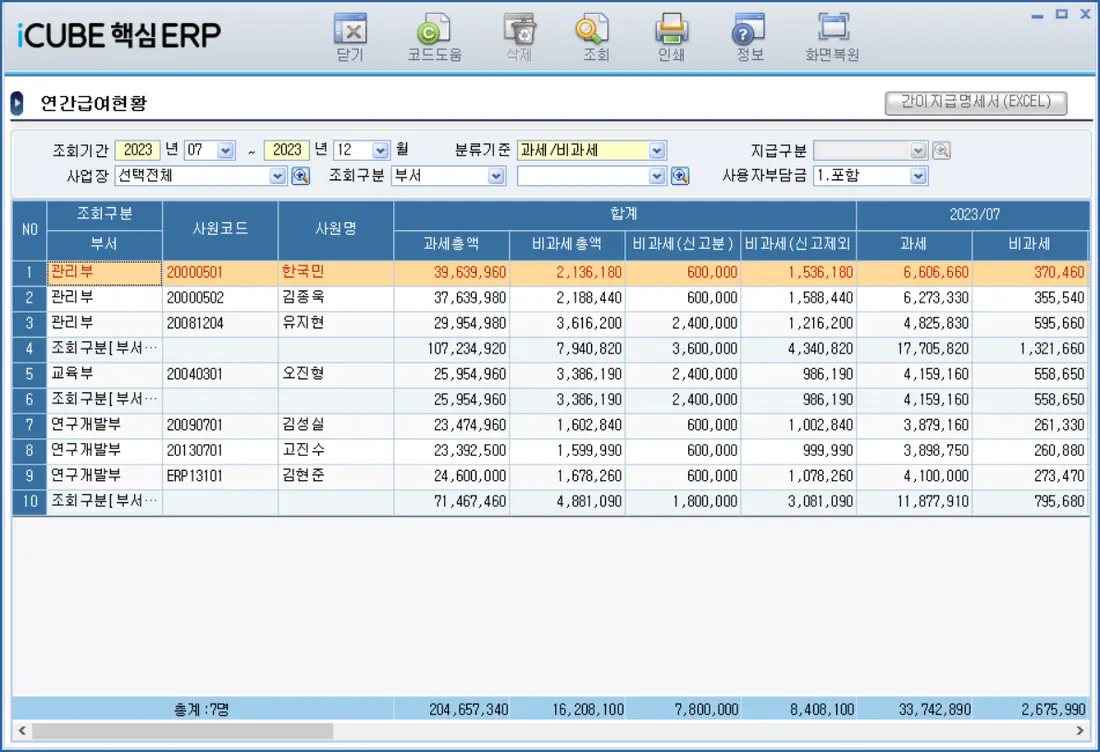 iCUBE 핵심ERP
닫기 코드도움 삭제 조회 인쇄 정보 화면복원
연간급여현황 간이지급명세서(EXCEL)
조회기간 2023 년 07 ~ 2023 년 12 월 분류기준 과세/비과세 지급구분
사업장 선택전체 조회구분 부서 사용자부담금 1.포함
NO 조회구분 사원코드 사원명 합계 2023/07
부서 과세총액 비과세총액 비과세(신고분) 비과세(신고제외 과세 비과세
1 관리부 20000501 한국민 39,639,960 2,136,180 600,000 1,536,180 6,606,660 370,460
2 관리부 20000502 김종욱 37,639,980 2,188,440 600,000 1,588,440 6,273,330 355,540
3 관리부 20081204 유지현 29,954,980 3,616,200 2,400,000 1,216,200 4,825,830 595,660
4 조회구분[부서… 107,234,920 7,940,820 3,600,000 4,340,820 17,705,820 1,321,660
5 교육부 20040301 오진형 25,954,960 3,386,190 2,400,000 986,190 4,159,160 558,650
6 조회구분[부서… 25,954,960 3,386,190 2,400,000 986,190 4,159,160 558,650
7 연구개발부 20090701 김성실 23,474,960 1,602,840 600,000 1,002,840 3,879,160 261,330
8 연구개발부 20130701 고진수 23,392,500 1,599,990 600,000 999,990 3,898,750 260,880
9 연구개발부 ERP13101 김현준 24,600,000 1,678,260 600,000 1,078,260 4,100,000 273,470
10 조회구분[부서… 71,467,460 4,881,090 1,800,000 3,081,090 11,877,910 795,680
총계 :7명 204,657,340 16,208,100 7,800,000 8,408,100 33,742,890 2,675,990